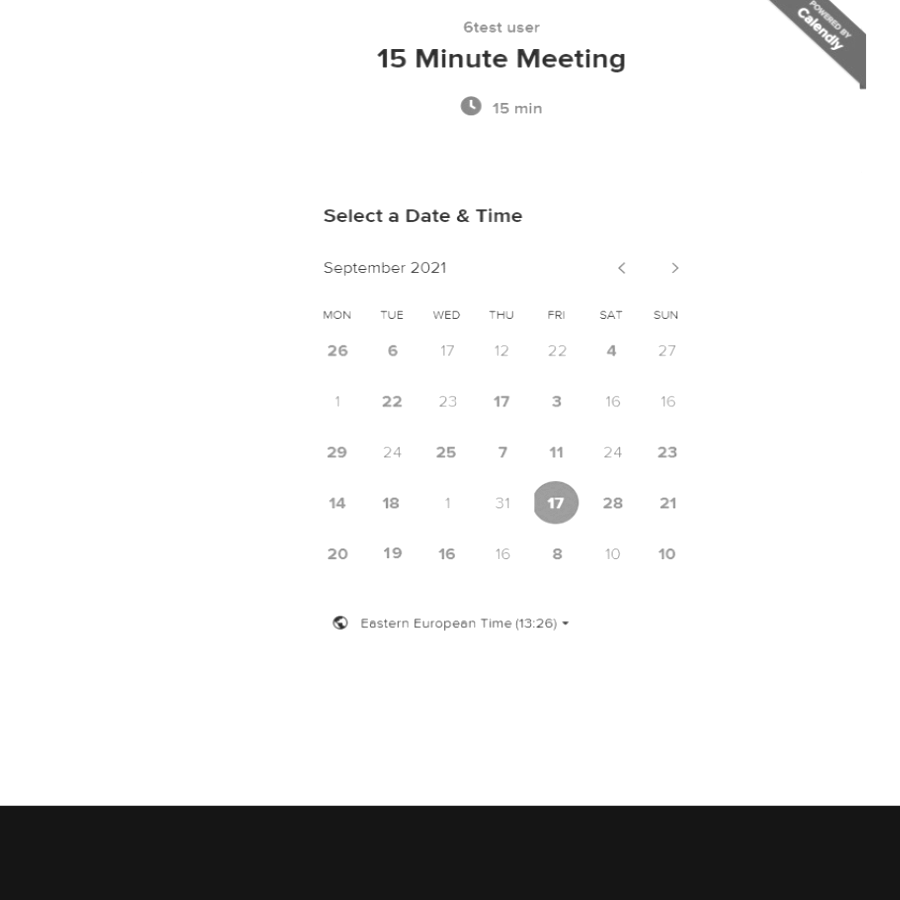 6test user
POWERED BY
Calendly
15 Minute Meeting
15 min
Select a Date & Time
September 2021
MON TUE WED THU FRI SAT SUN
26 6 17 12 22 4 27
1 22 23 17 3 16 16
29 24 25 7 11 24 23
14 18 1 31 17 28 21
20 19 16 16 8 10 10
Eastern European Time (13:26)